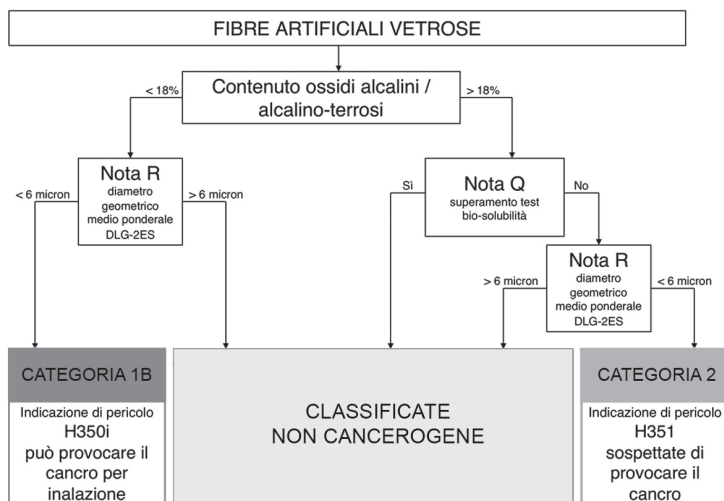 FIBRE ARTIFICIALI VETROSE
Contenuto ossidi alcalini /
alcalino-terrosi
< 18%
> 18%
Nota R
diametro
geometrico
medio ponderale
DLG-2ES
< 6 micron
> 6 micron
Nota Q
superamento test
bio-solubilità
Sì
No
Nota R
diametro
geometrico
medio ponderale
DLG-2ES
> 6 micron
< 6 micron
CATEGORIA 1B
Indicazione di pericolo
H350i
può provocare il
cancro per
inalazione
CLASSIFICATE
NON CANCEROGENE
CATEGORIA 2
Indicazione di pericolo
H351
sospettate di
provocare il
cancro